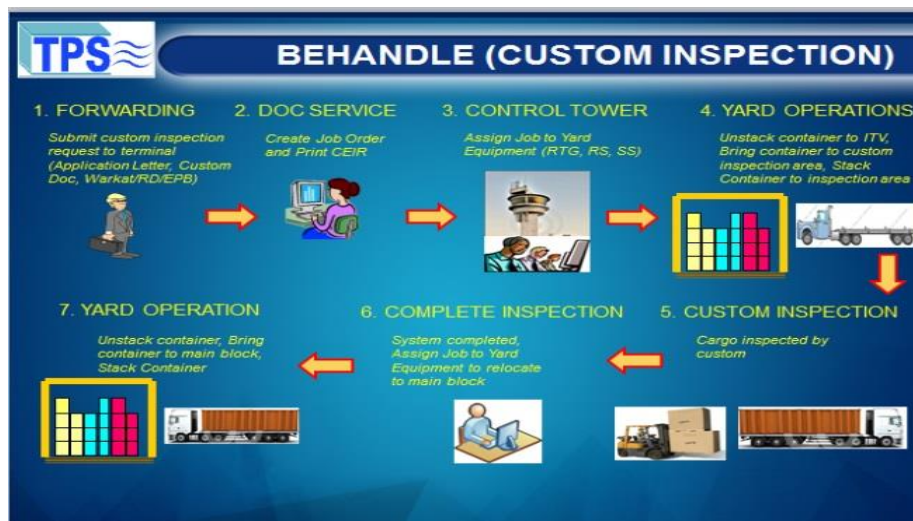 TPS
BEHANDLE (CUSTOM INSPECTION)
1. FORWARDING
Submit custom inspection
request to terminal
(Application Letter, Custom
Doc, Warkat/RD/EPB)
2. DOC SERVICE
Create Job Order
and Print CEIR
3. CONTROL TOWER
Assign Job to Yard
Equipment (RTG, RS, SS)
4. YARD OPERATIONS
Unstack container to ITV,
Bring container to custom
inspection area, Stack
Container to inspection area
5. CUSTOM INSPECTION
Cargo inspected by
custom
6. COMPLETE INSPECTION
System completed,
Assign Job to Yard
Equipment to relocate
to main block
7. YARD OPERATION
Unstack container, Bring
container to main block,
Stack Container